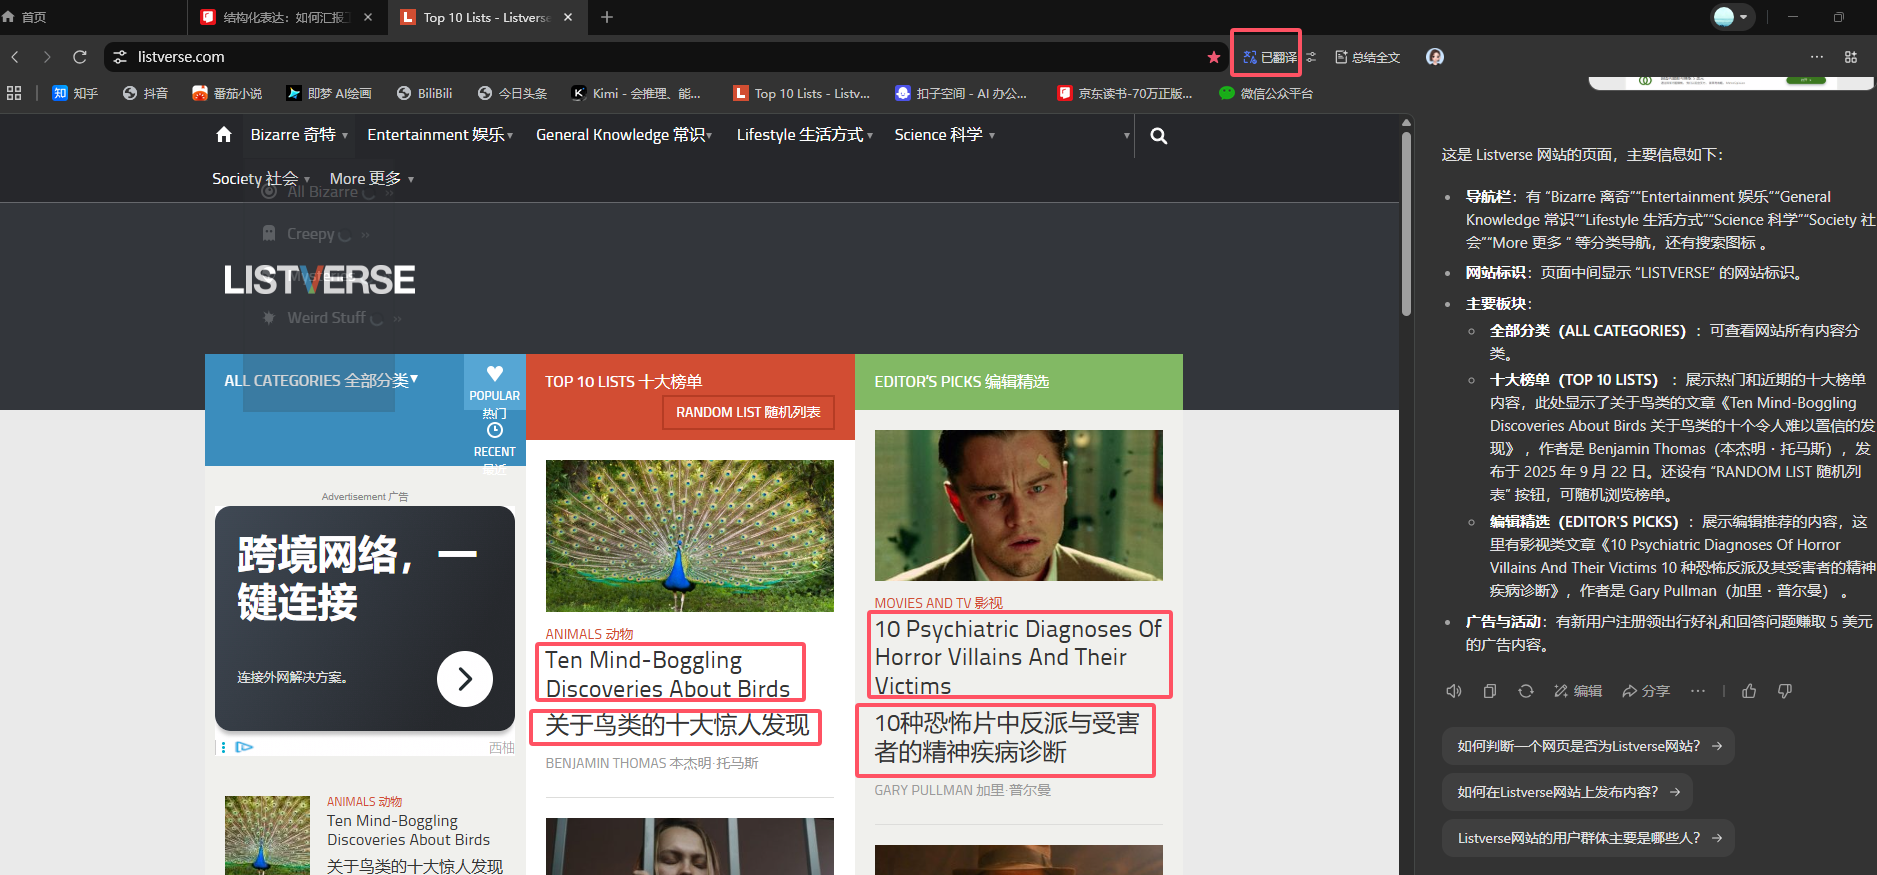 首页
结构化表达：如何汇报
Top 10 Lists - Listverse
listverse.com
已翻译
总结全文
知乎
抖音
番茄小说
即梦 AI绘画
BiliBili
今日头条
Kimi - 会推理、能...
Top 10 Lists - Listv...
扣子空间 - AI 办公...
京东读书-70万正版...
微信公众平台
Bizarre 奇特
Entertainment 娱乐
General Knowledge 常识
Lifestyle 生活方式
Science 科学
Society 社会
More 更多
All Bizarre
Creepy
Mysteries
Weird Stuff
LISTVERSE
ALL CATEGORIES 全部分类
POPULAR
热门
RECENT
最近
TOP 10 LISTS 十大榜单
RANDOM LIST 随机列表
EDITOR'S PICKS 编辑精选
Advertisement 广告
跨境网络，一
键连接
连接外网解决方案。
西柚
ANIMALS 动物
Ten Mind-Boggling
Discoveries About Birds
关于鸟类的十大惊人发现
ANIMALS 动物
Ten Mind-Boggling
Discoveries About Birds
关于鸟类的十大惊人发现
BENJAMIN THOMAS 本杰明·托马斯
MOVIES AND TV 影视
10 Psychiatric Diagnoses Of
Horror Villains And Their
Victims
10种恐怖片中反派与受害
者的精神疾病诊断
GARY PULLMAN 加里·普尔曼
这是 Listverse 网站的页面，主要信息如下：
导航栏：有 “Bizarre 离奇”“Entertainment 娱乐”“General
Knowledge 常识”“Lifestyle 生活方式”“Science 科学”“Society 社
会”“More 更多 ” 等分类导航，还有搜索图标 。
网站标识：页面中间显示 “LISTVERSE” 的网站标识。
主要板块：
全部分类（ALL CATEGORIES）：可查看网站所有内容分
类。
十大榜单（TOP 10 LISTS）：展示热门和近期的十大榜单
内容，此处显示了关于鸟类的文章《Ten Mind-Boggling
Discoveries About Birds 关于鸟类的十个令人难以置信的发
现》，作者是 Benjamin Thomas（本杰明・托马斯），发
布于 2025 年 9 月 22 日。还设有 “RANDOM LIST 随机列
表” 按钮，可随机浏览榜单。
编辑精选（EDITOR'S PICKS）：展示编辑推荐的内容，这
里有影视类文章《10 Psychiatric Diagnoses Of Horror
Villains And Their Victims 10 种恐怖反派及其受害者的精神
疾病诊断》，作者是 Gary Pullman（加里・普尔曼） 。
广告与活动：有新用户注册领出行好礼和回答问题赚取 5 美元
的广告内容。
编辑
分享
如何判断一个网页是否为Listverse网站？
如何在Listverse网站上发布内容？
Listverse网站的用户群体主要是哪些人？